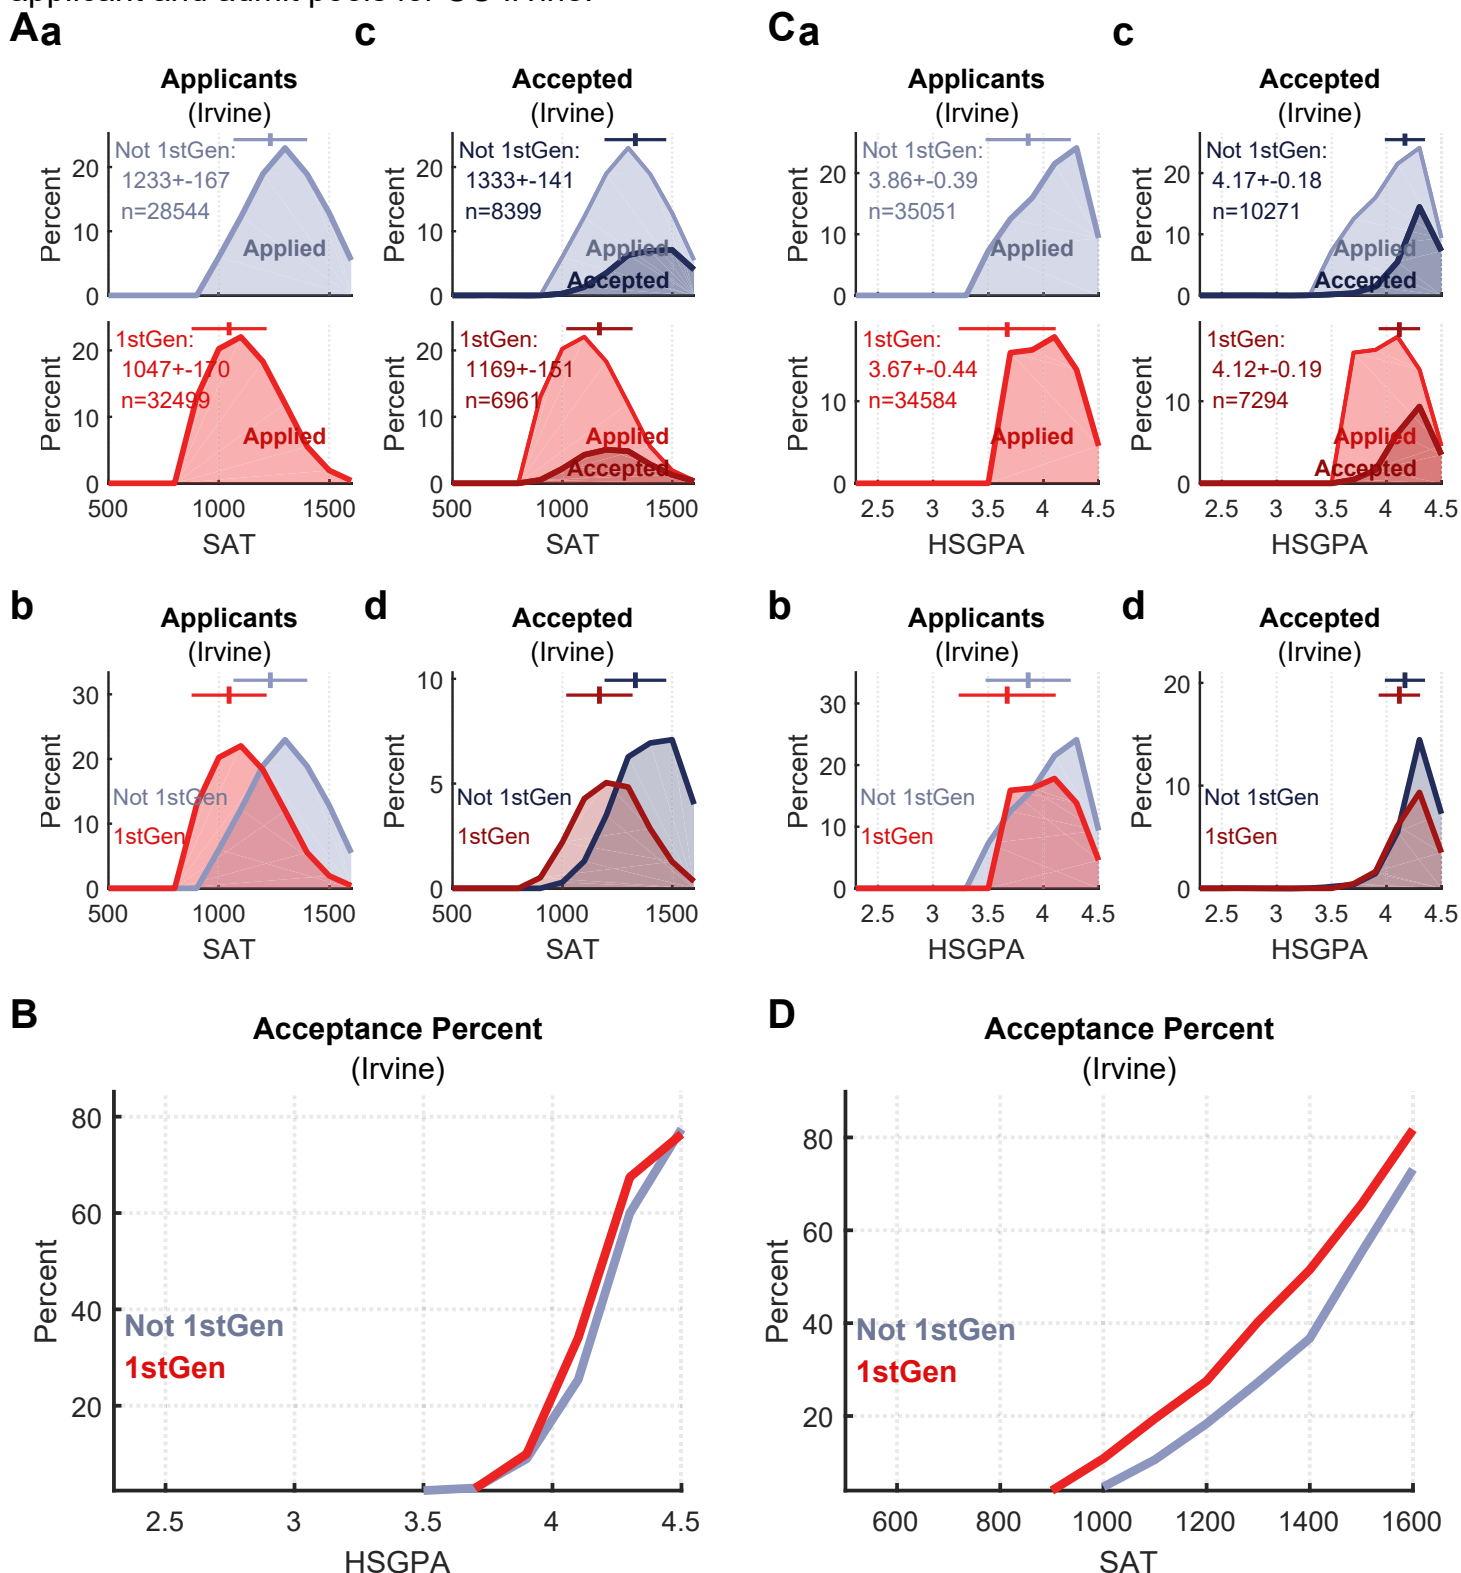 applicant and admit pools for UC Irvine.
Aa
c
Applicants
(Irvine)
Accepted
(Irvine)
Percent
20
10
0
Not 1stGen:
1233+-167
n=28544
Applied
Percent
20
10
0
Not 1stGen:
1333+-141
n=8399
Applied
Accepted
Percent
20
10
0
1stGen:
1047+-170
n=32499
Applied
500
1000
1500
SAT
Percent
20
10
0
1stGen:
1169+-151
n=6961
Applied
Accepted
500
1000
1500
SAT
b
d
Applicants
(Irvine)
Accepted
(Irvine)
Percent
30
20
10
0
Not 1stGen
1stGen
500
1000
1500
SAT
Percent
10
5
0
Not 1stGen
1stGen
500
1000
1500
SAT
B
Acceptance Percent
(Irvine)
Percent
80
60
40
20
Not 1stGen
1stGen
2.5
3
3.5
4
4.5
HSGPA
Ca
c
Applicants
(Irvine)
Accepted
(Irvine)
Percent
20
10
0
Not 1stGen:
3.86+-0.39
n=35051
Applied
Percent
20
10
0
Not 1stGen:
4.17+-0.18
n=10271
Applied
Accepted
Percent
10
0
1stGen:
3.67+-0.44
n=34584
Applied
2.5
3
3.5
4
4.5
HSGPA
Percent
10
0
1stGen:
4.12+-0.19
n=7294
Applied
Accepted
2.5
3
3.5
4
4.5
HSGPA
b
d
Applicants
(Irvine)
Accepted
(Irvine)
Percent
30
20
10
0
Not 1stGen
1stGen
2.5
3
3.5
4
4.5
HSGPA
Percent
20
10
0
Not 1stGen
1stGen
2.5
3
3.5
4
4.5
HSGPA
D
Acceptance Percent
(Irvine)
Percent
80
60
40
20
Not 1stGen
1stGen
600
800
1000
1200
1400
1600
SAT